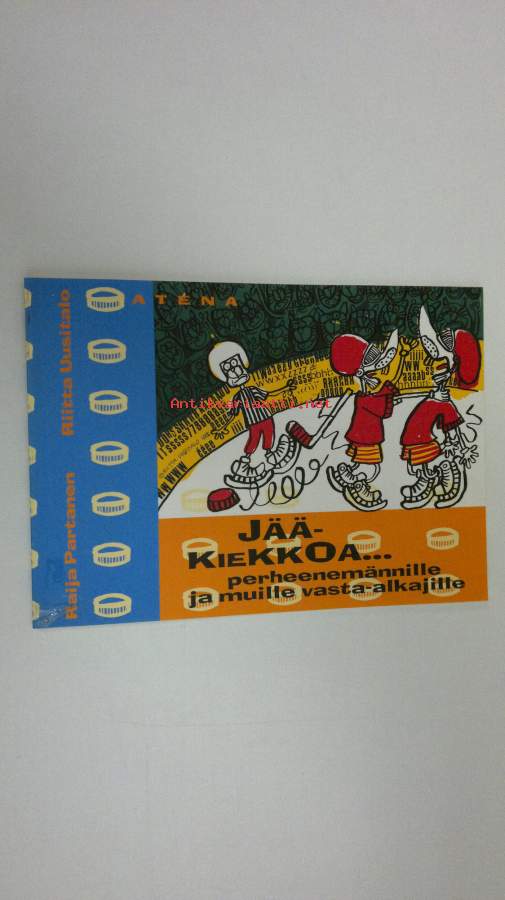 ATENA
Raija Partanen Riitta Uusitalo
Antikvariaatti.net
JÄÄ-
KIEKKOA...
perheenemännille
ja muille vasta-alkajille